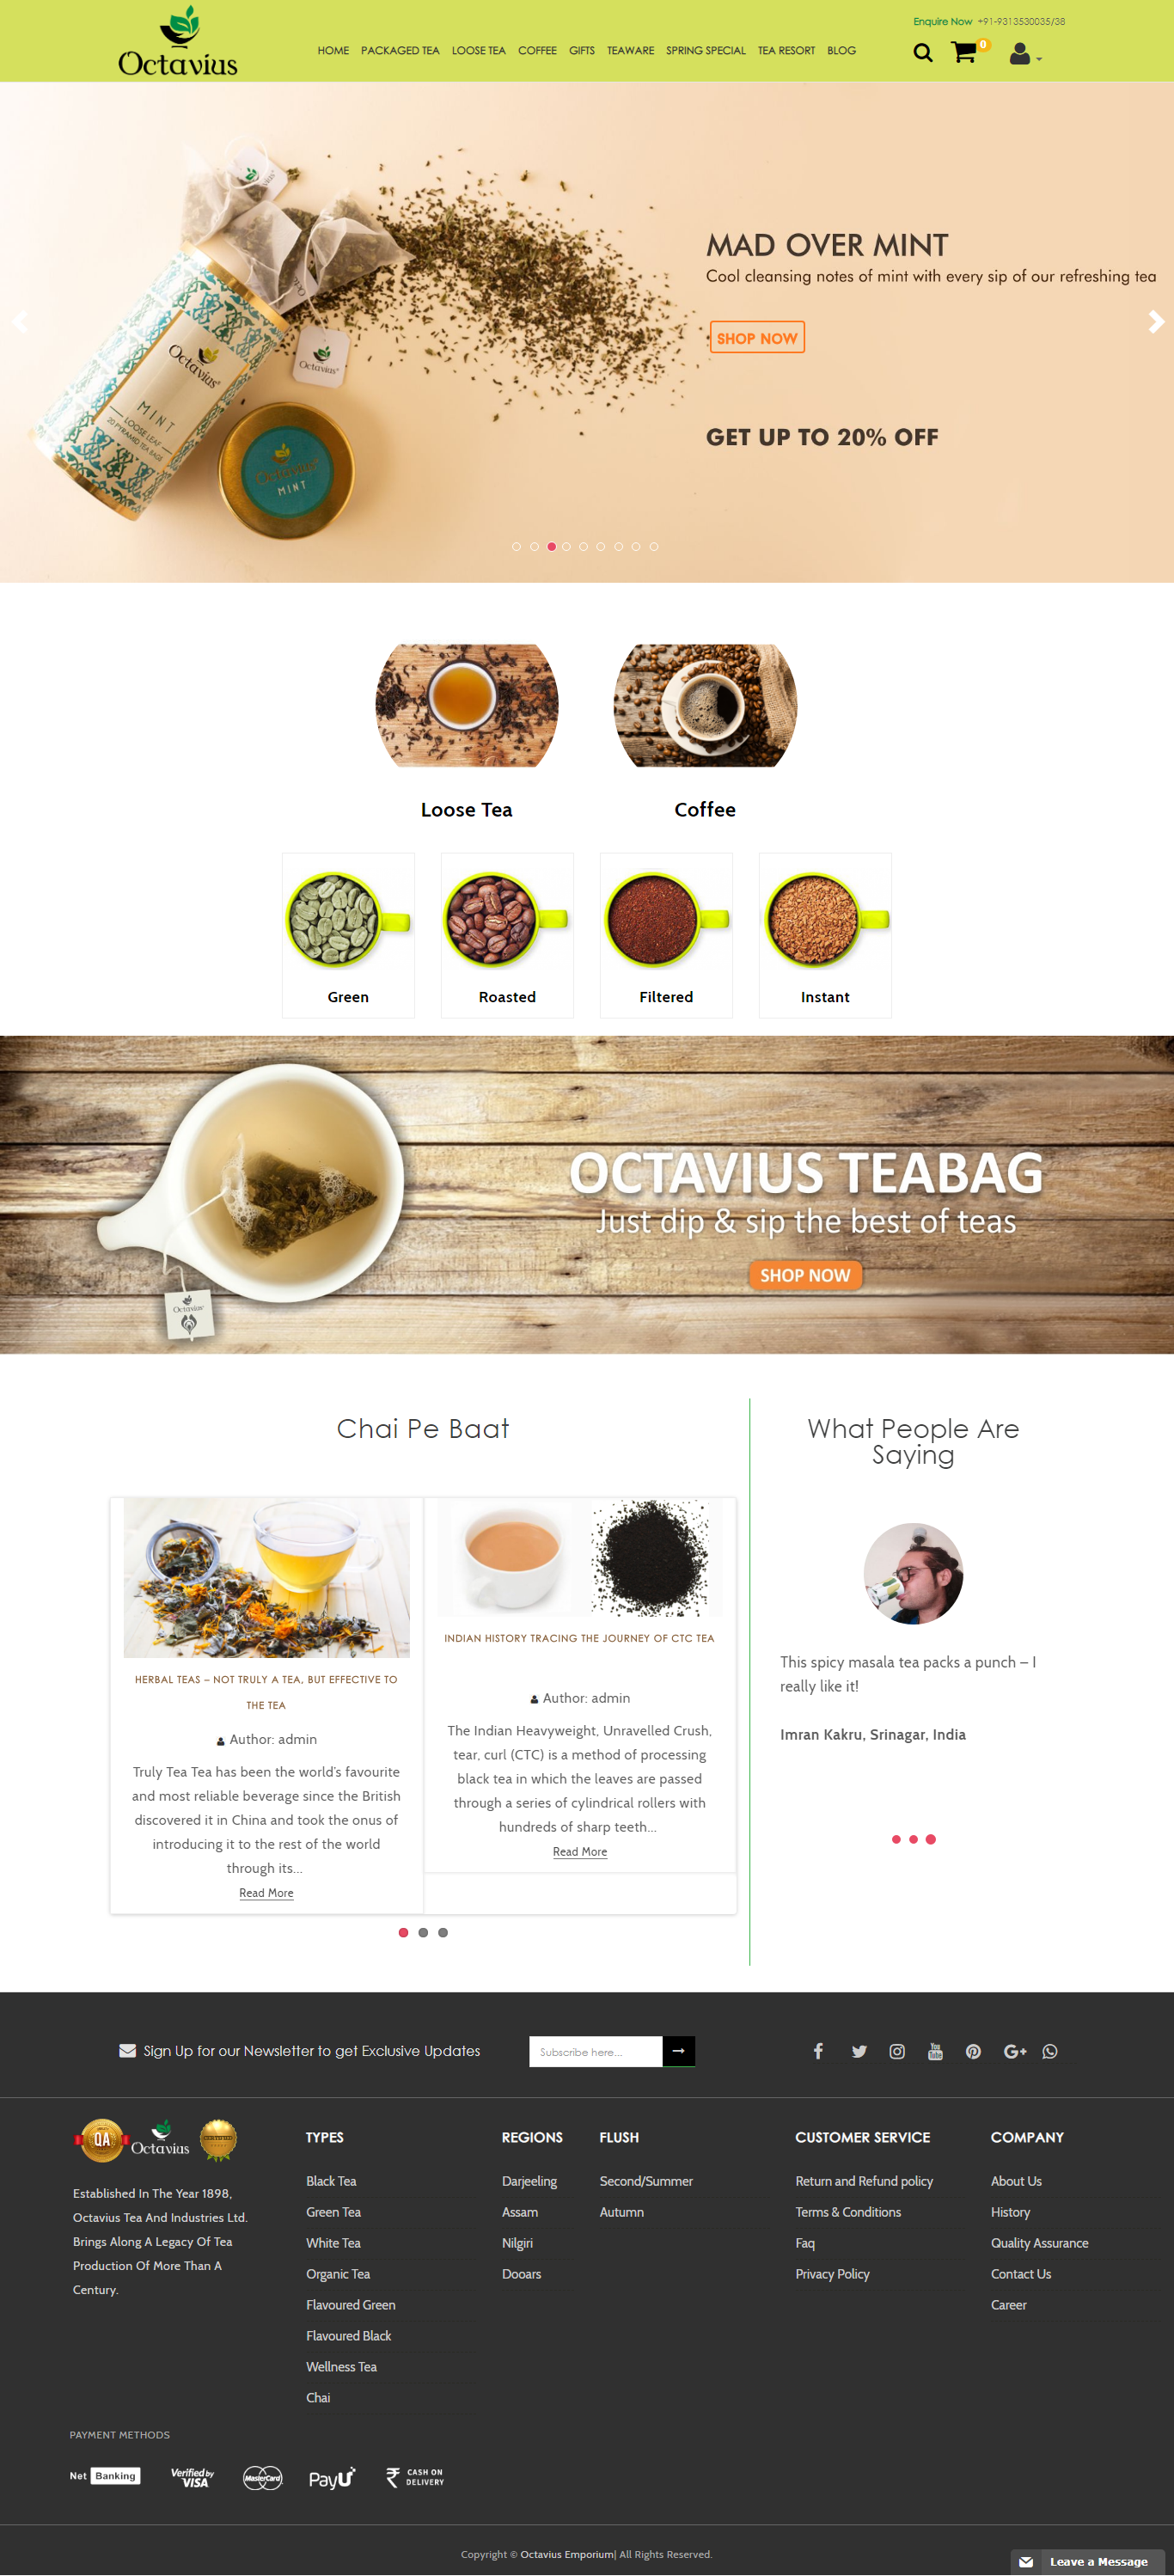 Enquire Now +91-9313530035/38
Octavius
HOME PACKAGED TEA LOOSE TEA COFFEE GIFTS TEAWARE SPRING SPECIAL TEA RESORT BLOG
0
MAD OVER MINT
Cool cleansing notes of mint with every sip of our refreshing tea
SHOP NOW
GET UP TO 20% OFF
Octavius
Octavius
MINT
LOOSE LEAF
20 PYRAMID TEA BAGS
Octavius
MINT
Loose Tea
Coffee
Green
Roasted
Filtered
Instant
OCTAVIUS TEABAG
Just dip & sip the best of teas
SHOP NOW
Octavius
Chai Pe Baat
HERBAL TEAS – NOT TRULY A TEA, BUT EFFECTIVE TO
THE TEA
Author: admin
Truly Tea Tea has been the world's favourite
and most reliable beverage since the British
discovered it in China and took the onus of
introducing it to the rest of the world
through its...
Read More
INDIAN HISTORY TRACING THE JOURNEY OF CTC TEA
Author: admin
The Indian Heavyweight, Unravelled Crush,
tear, curl (CTC) is a method of processing
black tea in which the leaves are passed
through a series of cylindrical rollers with
hundreds of sharp teeth...
Read More
What People Are
Saying
This spicy masala tea packs a punch – I
really like it!
Imran Kakru, Srinagar, India
Sign Up for our Newsletter to get Exclusive Updates
Subscribe here...
You
Tube
QA
Octavius
Established In The Year 1898,
Octavius Tea And Industries Ltd.
Brings Along A Legacy Of Tea
Production Of More Than A
Century.
TYPES
Black Tea
Green Tea
White Tea
Organic Tea
Flavoured Green
Flavoured Black
Wellness Tea
Chai
REGIONS
Darjeeling
Assam
Nilgiri
Dooars
FLUSH
Second/Summer
Autumn
CUSTOMER SERVICE
Return and Refund policy
Terms & Conditions
Faq
Privacy Policy
COMPANY
About Us
History
Quality Assurance
Contact Us
Career
PAYMENT METHODS
Net Banking
Verified by
VISA
MasterCard
PayU
₹ CASH ON
DELIVERY
Copyright © Octavius Emporium| All Rights Reserved.
Leave a Message